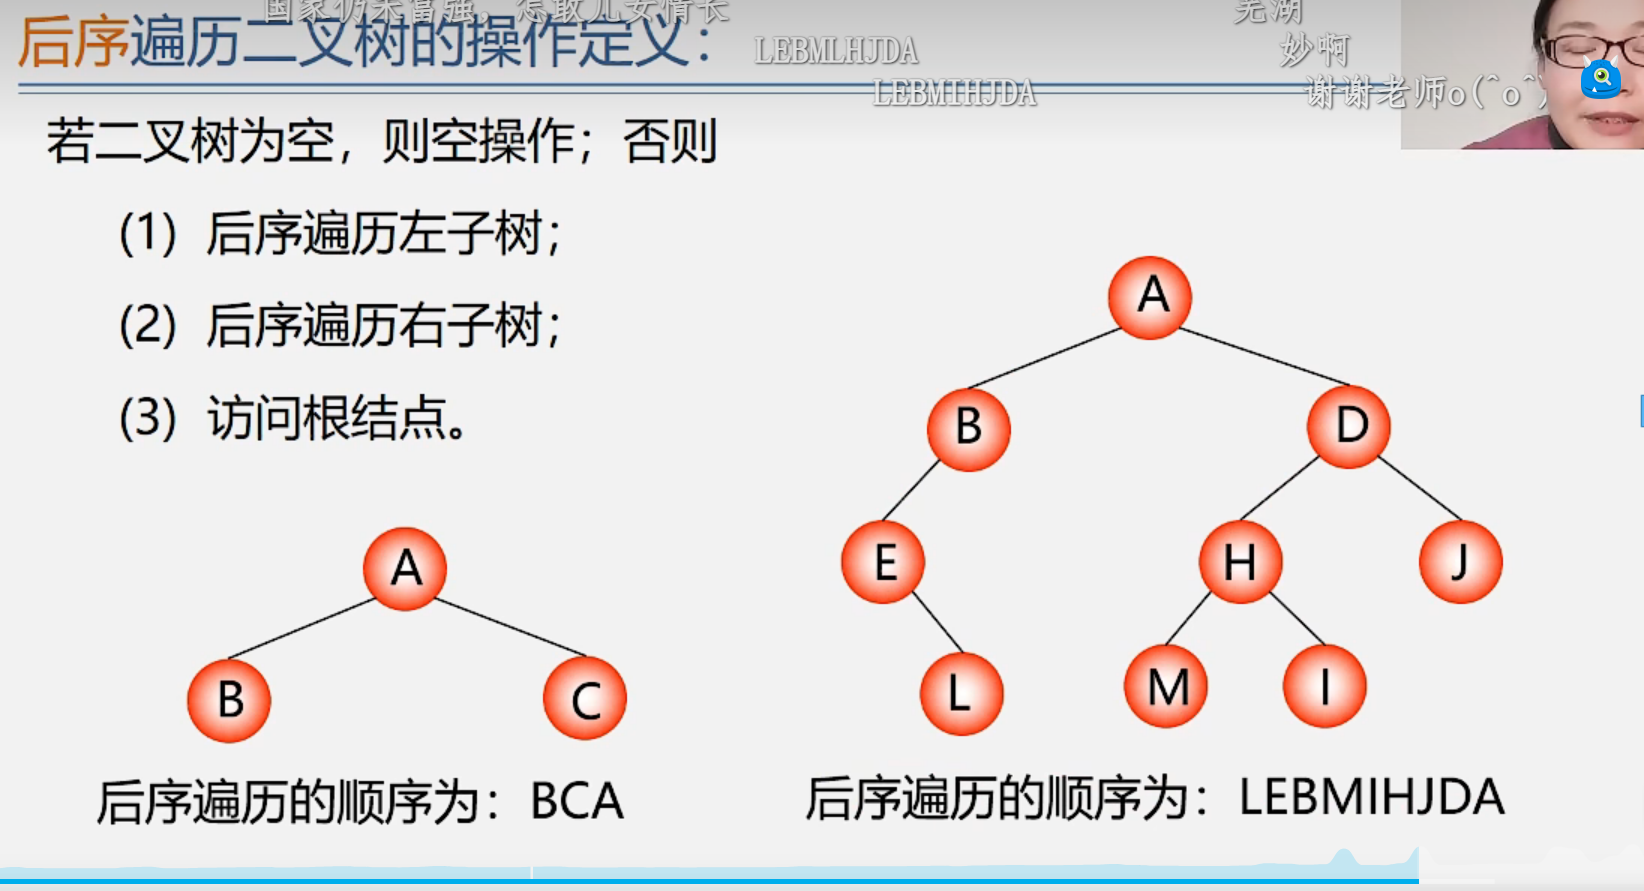 国家仍未富强，怎敢儿女情长
芜湖
后序遍历二叉树的操作定义：
LEBMLHJDA
妙啊
LEBMIHJDA
谢谢老师o(^o^)
若二叉树为空，则空操作；否则
(1) 后序遍历左子树；
(2) 后序遍历右子树；
(3) 访问根结点。
A
B
D
E
H
J
A
L
M
I
B
C
后序遍历的顺序为：BCA
后序遍历的顺序为：LEBMIHJDA